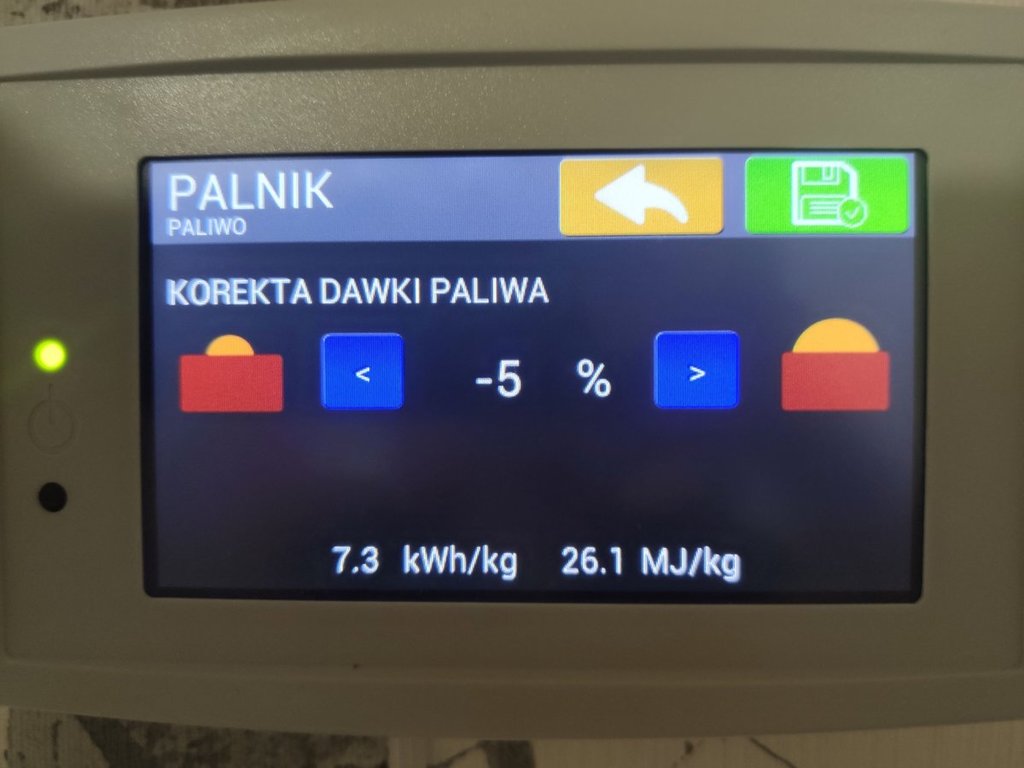 PALNIK
PALIWO
KOREKTA DAWKI PALIWA
< -5 % >
7.3 kWh/kg 26.1 MJ/kg